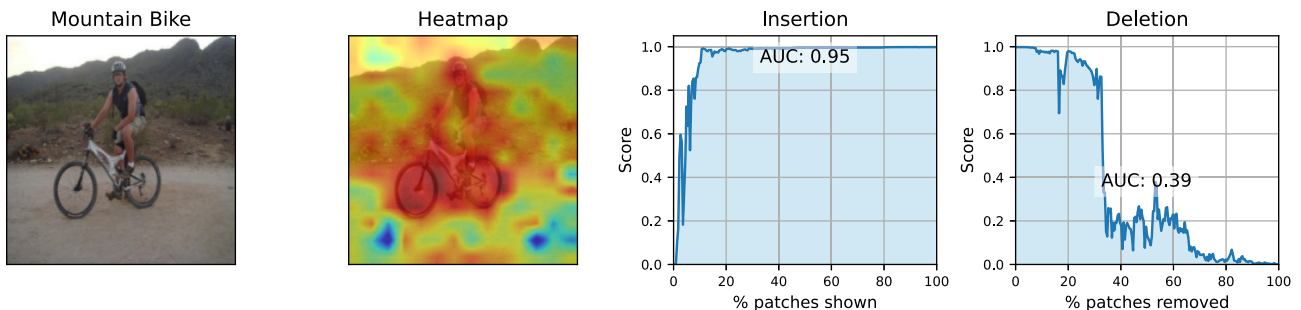 Mountain Bike
Heatmap
Insertion
Deletion
1.0
0.8
0.6
0.4
0.2
0.0
Score
AUC: 0.95
0
20
40
60
80
100
% patches shown
1.0
0.8
0.6
0.4
0.2
0.0
Score
AUC: 0.39
0
20
40
60
80
100
% patches removed